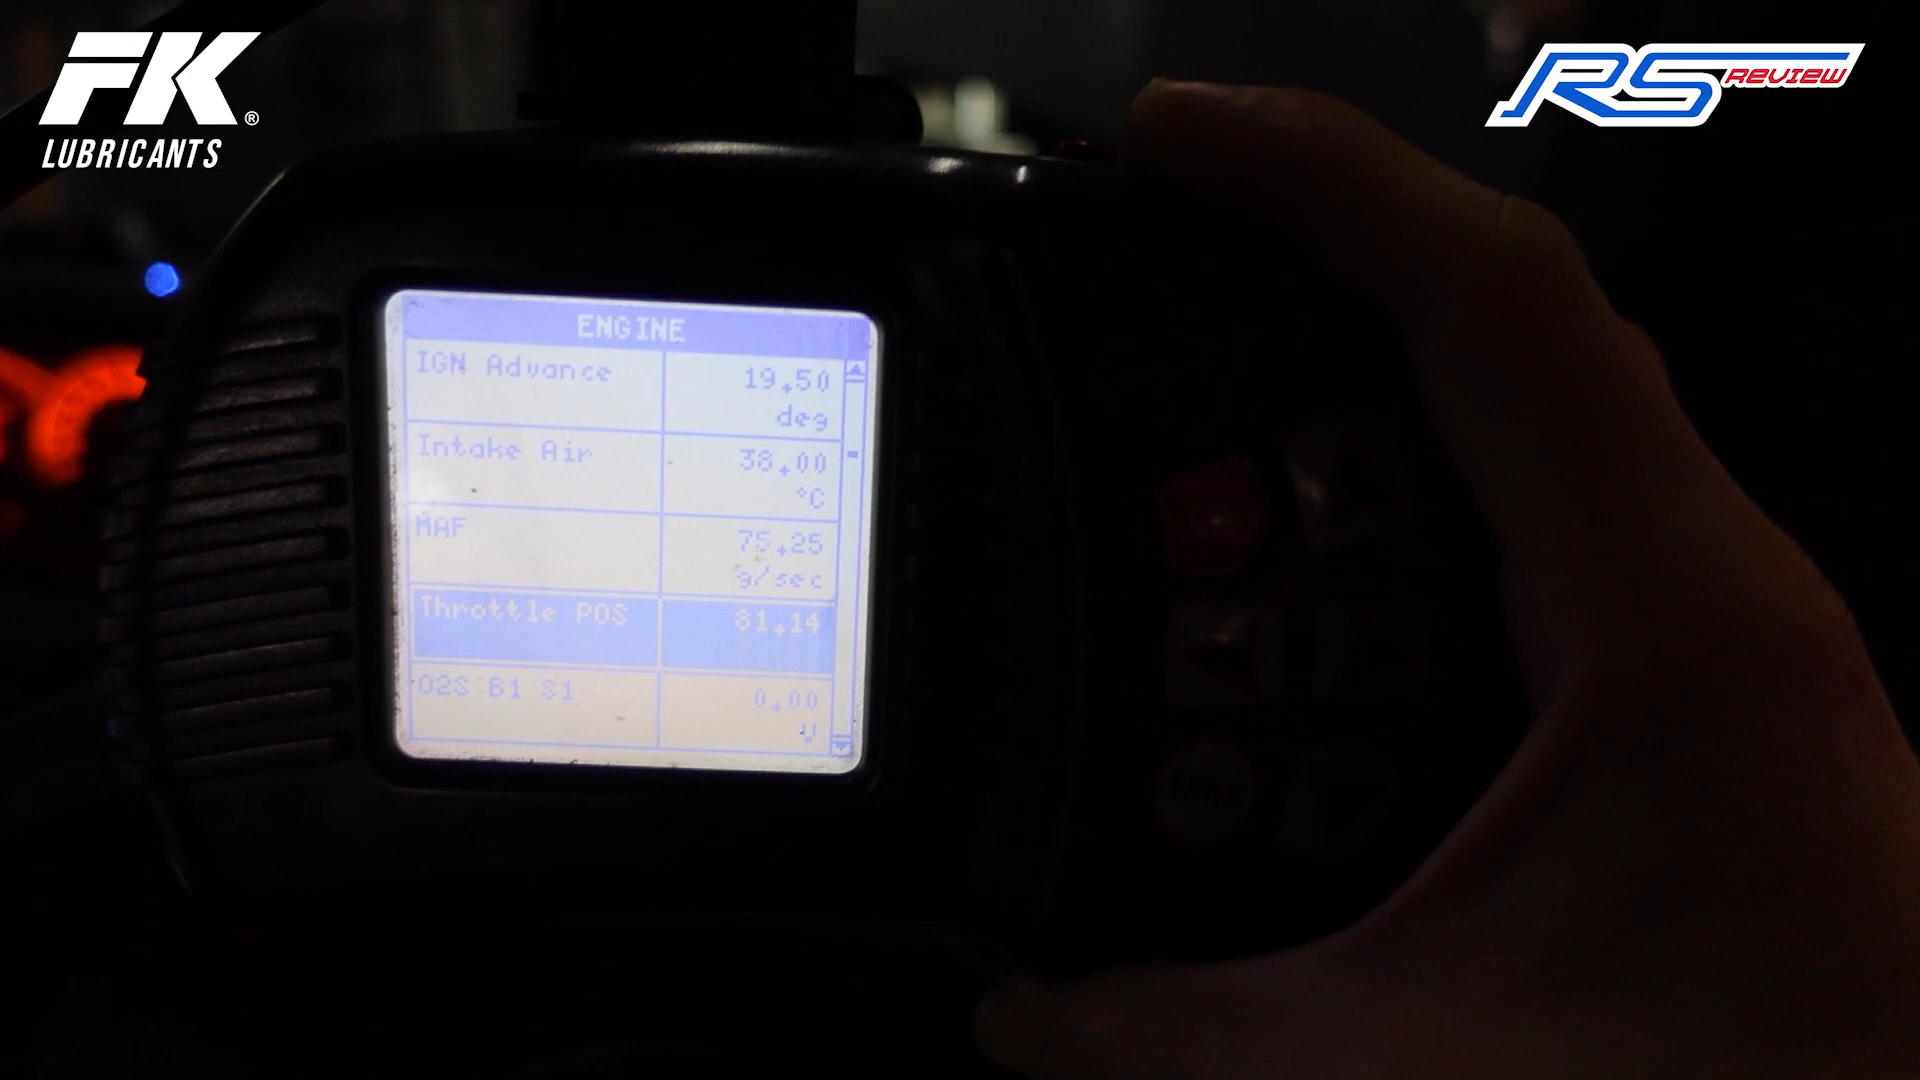 FK®
LUBRICANTS
RS REVIEW
ENGINE
IGN Advance 19.50
deg
Intake Air 38.00
°C
MAF 75.25
g/sec
Throttle POS 81.14
O2S B1 S1 0.00
V